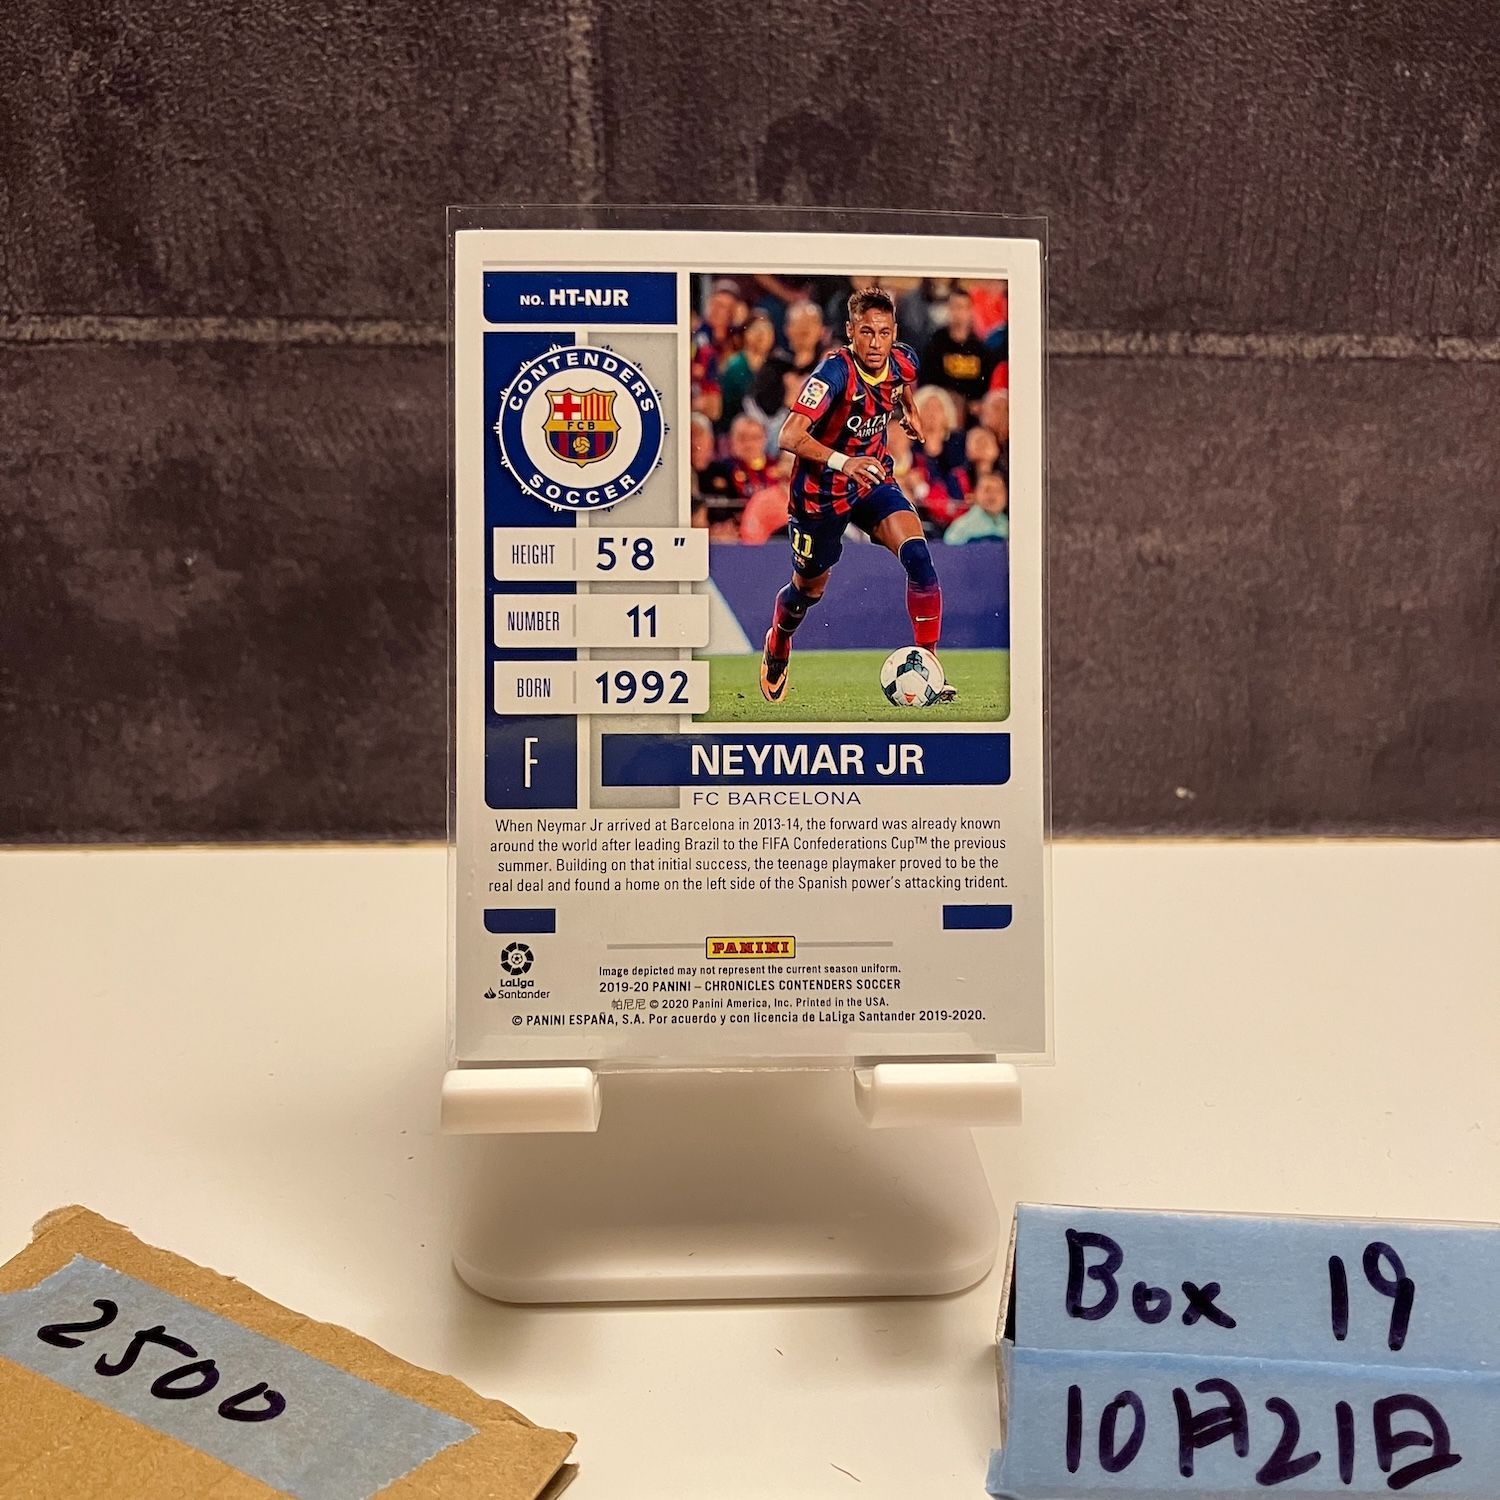 NO. HT-NJR
CONTENDERS
FCB
SOCCER
LFP
QATAR
AIRWAYS
11
HEIGHT 5'8 "
NUMBER 11
BORN 1992
F
NEYMAR JR
FC BARCELONA
When Neymar Jr arrived at Barcelona in 2013-14, the forward was already known
around the world after leading Brazil to the FIFA Confederations Cup™ the previous
summer. Building on that initial success, the teenage playmaker proved to be the
real deal and found a home on the left side of the Spanish power's attacking trident.
PANINI
LaLiga
Santander
Image depicted may not represent the current season uniform.
2019-20 PANINI – CHRONICLES CONTENDERS SOCCER
帕尼尼 © 2020 Panini America, Inc. Printed in the USA.
© PANINI ESPAÑA, S.A. Por acuerdo y con licencia de LaLiga Santander 2019-2020.
2500
Box 19
10月21日